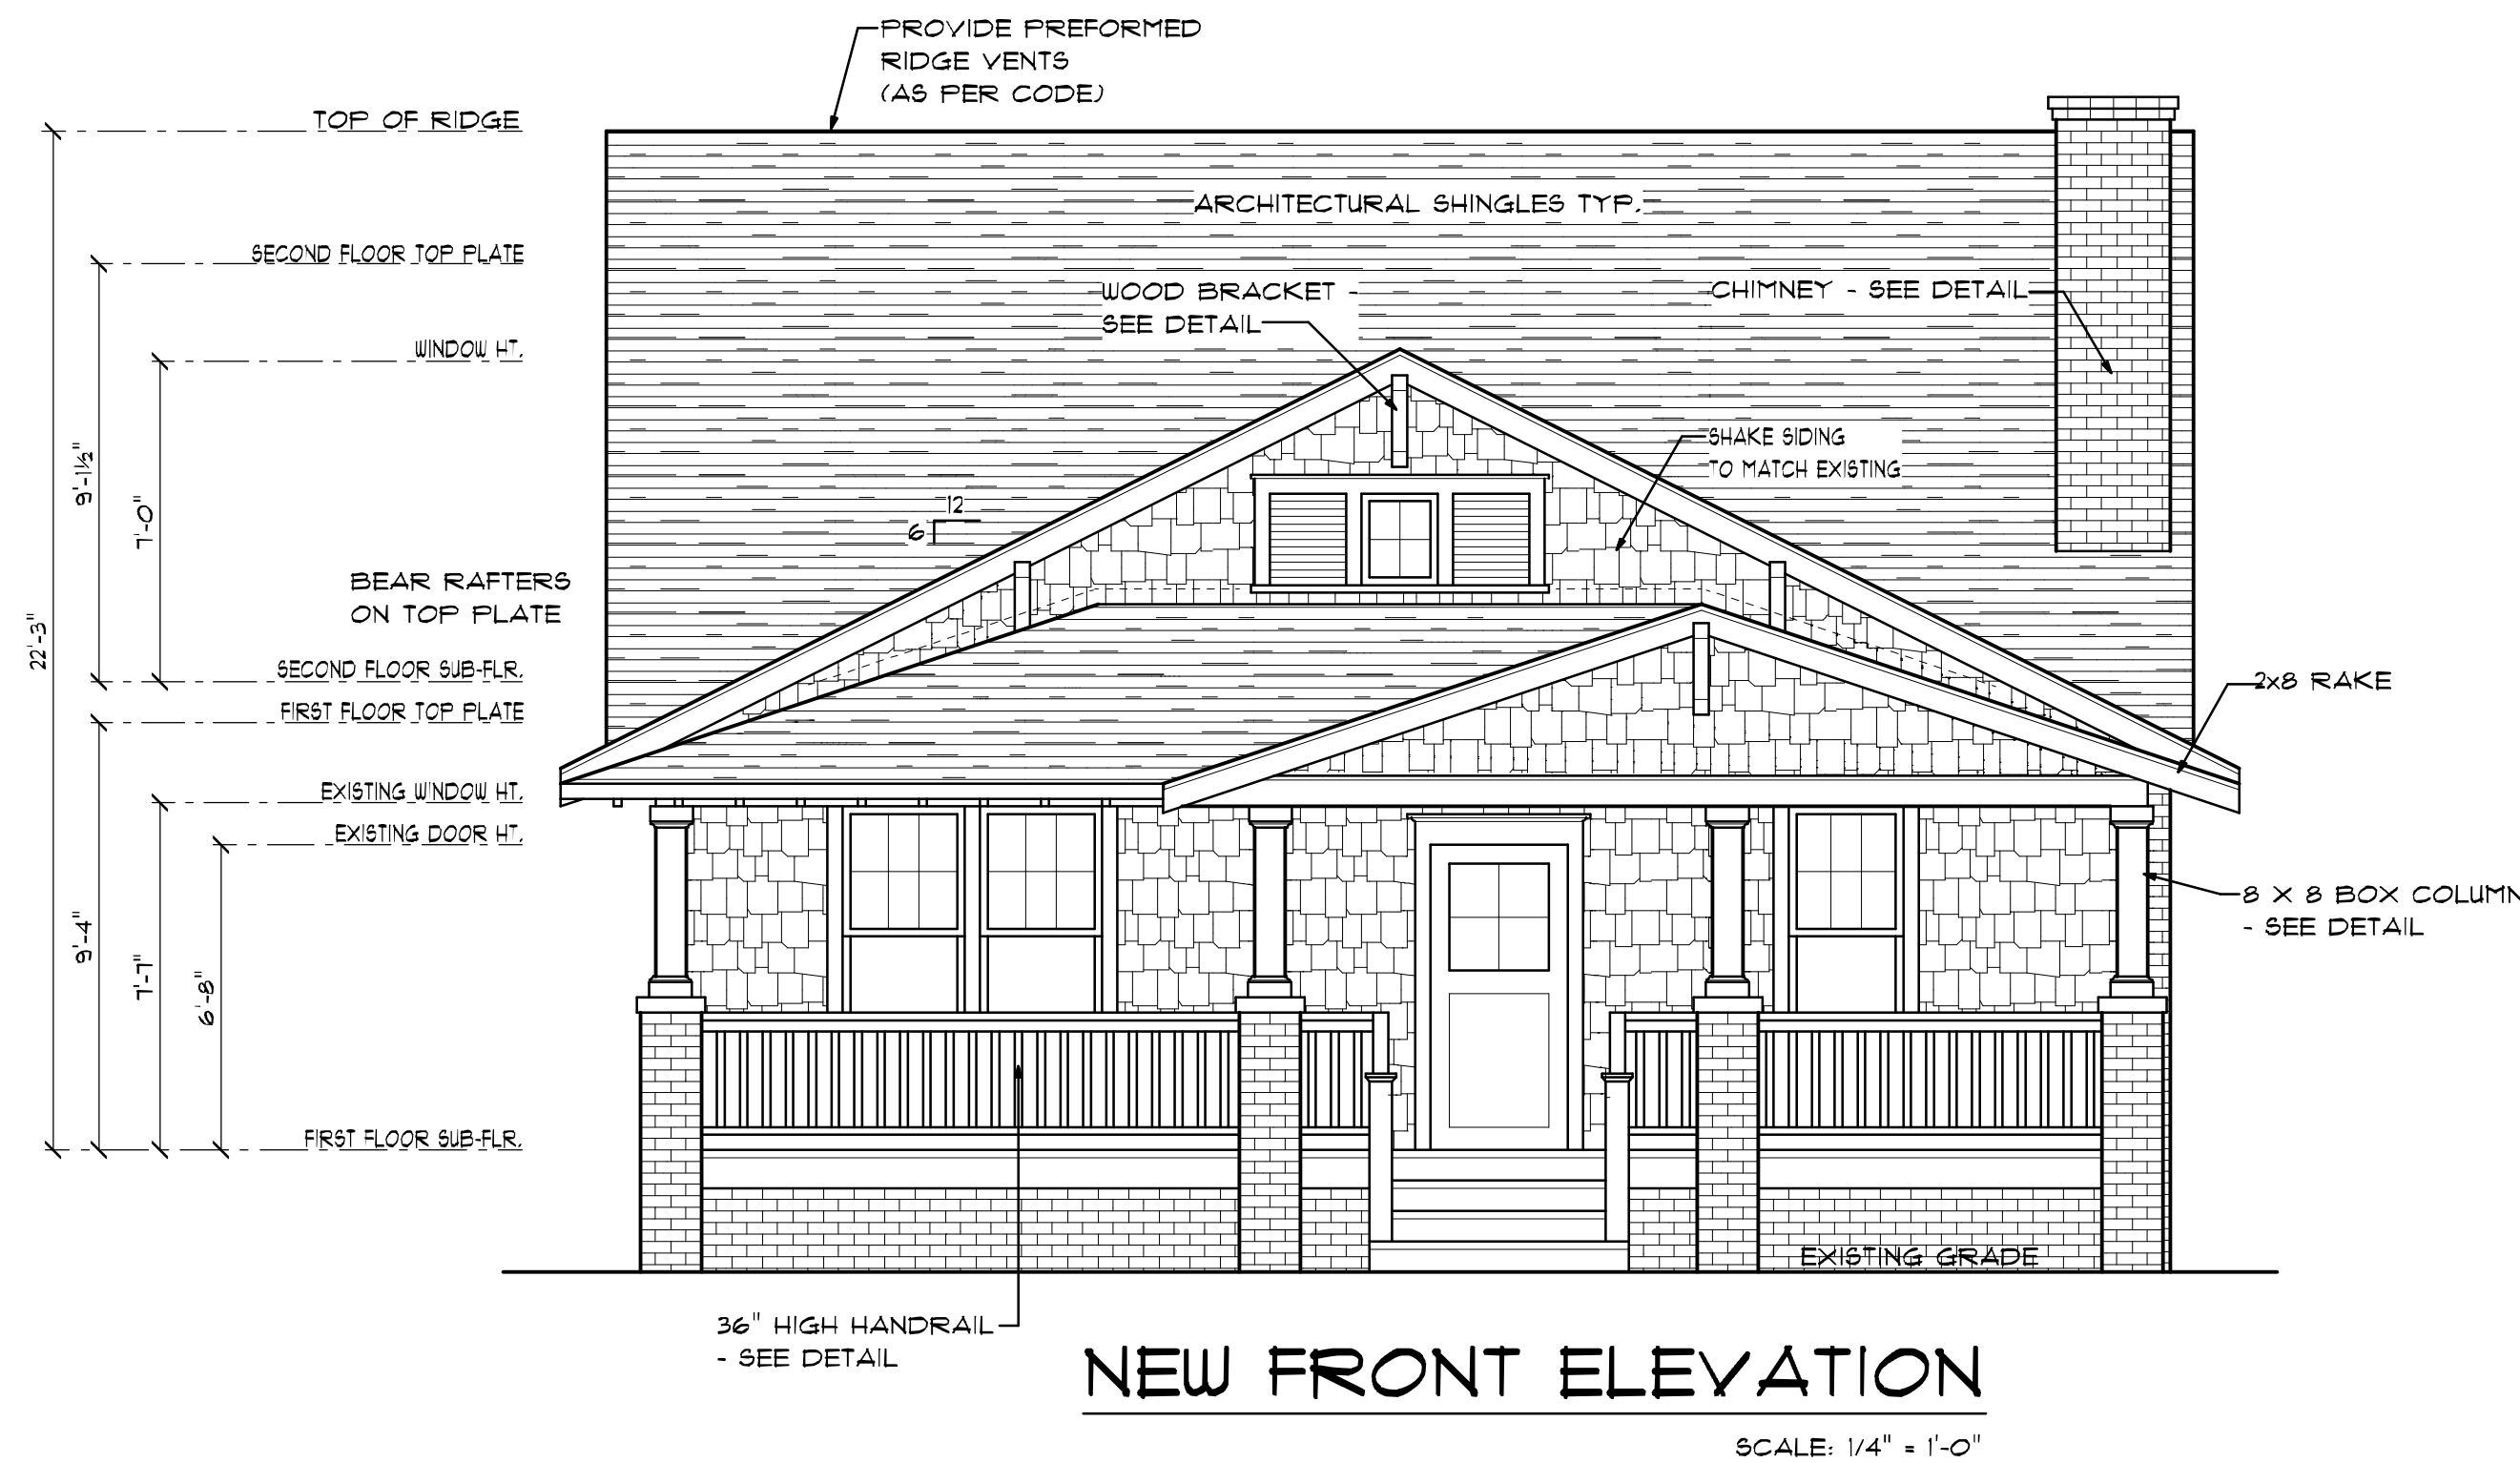 PROVIDE PREFORMED
RIDGE VENTS
(AS PER CODE)
TOP OF RIDGE
ARCHITECTURAL SHINGLES TYP.
SECOND FLOOR TOP PLATE
WOOD BRACKET -
SEE DETAIL
CHIMNEY - SEE DETAIL
WINDOW HT.
SHAKE SIDING
TO MATCH EXISTING
9'-1½"
7'-0"
12
6
BEAR RAFTERS
ON TOP PLATE
22'-3"
SECOND FLOOR SUB-FLR.
2x8 RAKE
FIRST FLOOR TOP PLATE
EXISTING WINDOW HT.
EXISTING DOOR HT.
8 X 8 BOX COLUMN
- SEE DETAIL
9'-4"
7'-7"
6'-8"
FIRST FLOOR SUB-FLR.
EXISTING GRADE
36" HIGH HANDRAIL
- SEE DETAIL
NEW FRONT ELEVATION
SCALE: 1/4" = 1'-0"